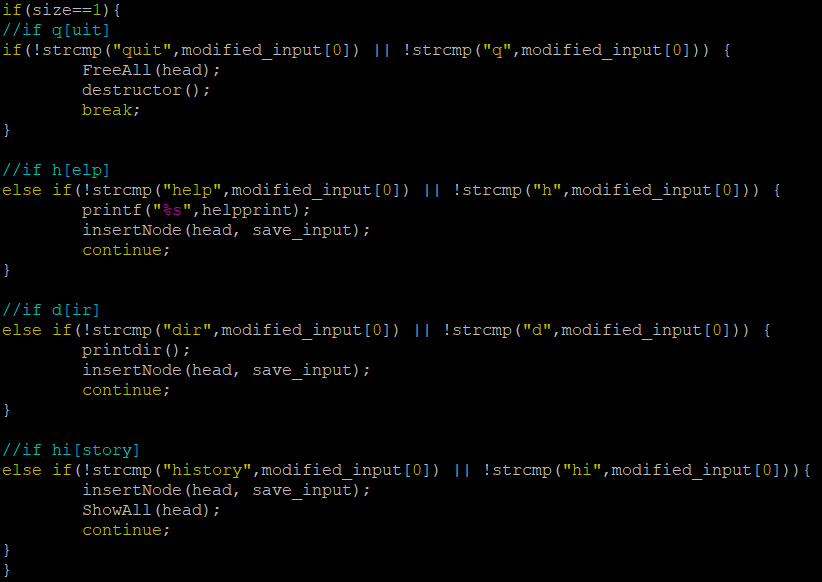 if(size==1){
//if q[uit]
if(!strcmp("quit",modified_input[0]) || !strcmp("q",modified_input[0])) {
        FreeAll(head);
        destructor();
        break;
}

//if h[elp]
else if(!strcmp("help",modified_input[0]) || !strcmp("h",modified_input[0])) {
        printf("%s",helpprint);
        insertNode(head, save_input);
        continue;
}

//if d[ir]
else if(!strcmp("dir",modified_input[0]) || !strcmp("d",modified_input[0])) {
        printdir();
        insertNode(head, save_input);
        continue;
}

//if hi[story]
else if(!strcmp("history",modified_input[0]) || !strcmp("hi",modified_input[0])){
        insertNode(head, save_input);
        ShowAll(head);
        continue;
}
}